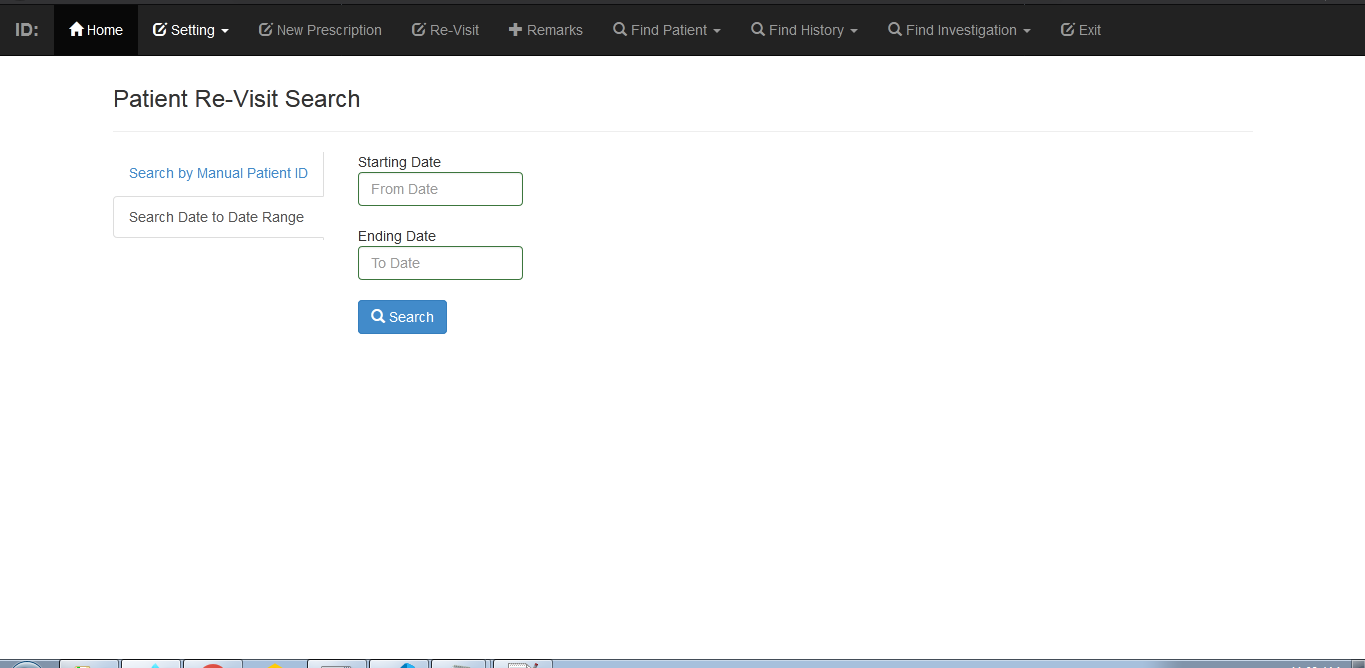 ID: Home Setting New Prescription Re-Visit Remarks Find Patient Find History Find Investigation Exit
Patient Re-Visit Search
Search by Manual Patient ID
Search Date to Date Range
Starting Date
From Date
Ending Date
To Date
Search